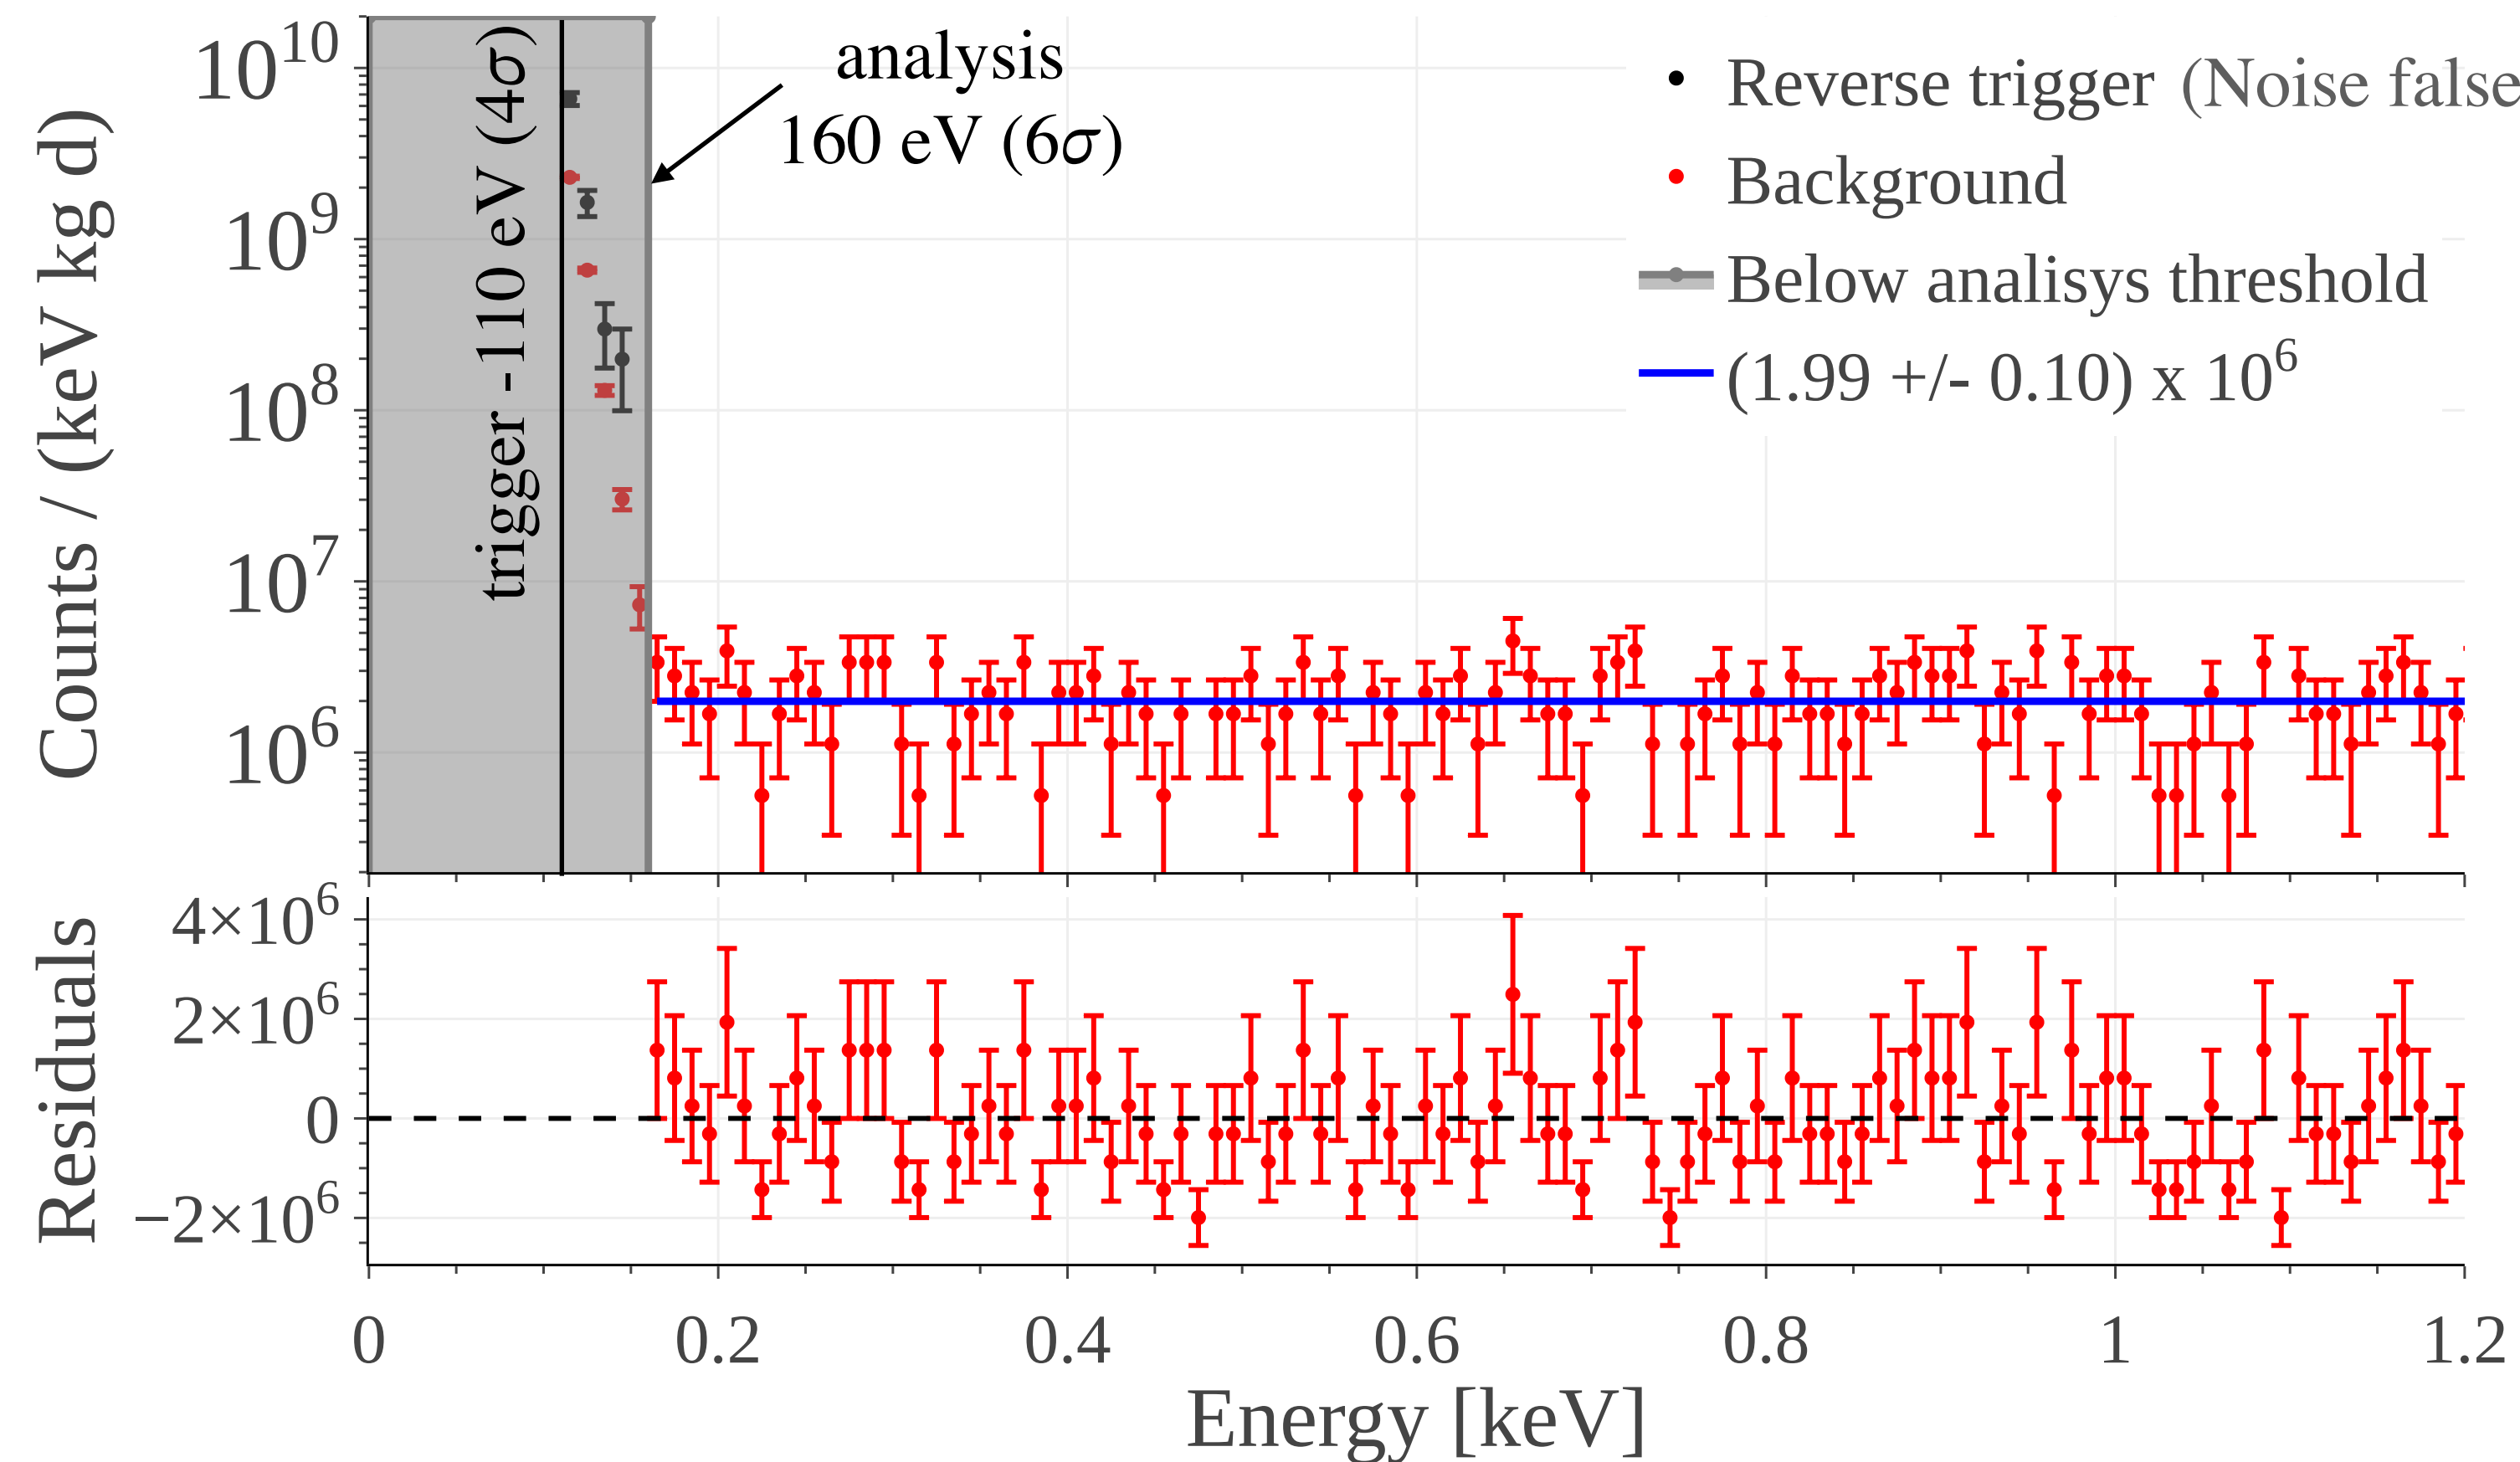 Counts / (keV kg d)
10^10
10^9
10^8
10^7
10^6
trigger -110 eV (4σ)
analysis
160 eV (6σ)
Reverse trigger (Noise false
Background
Below analisys threshold
(1.99 +/- 0.10) x 10^6
Residuals
4×10^6
2×10^6
0
−2×10^6
0 0.2 0.4 0.6 0.8 1 1.2
Energy [keV]